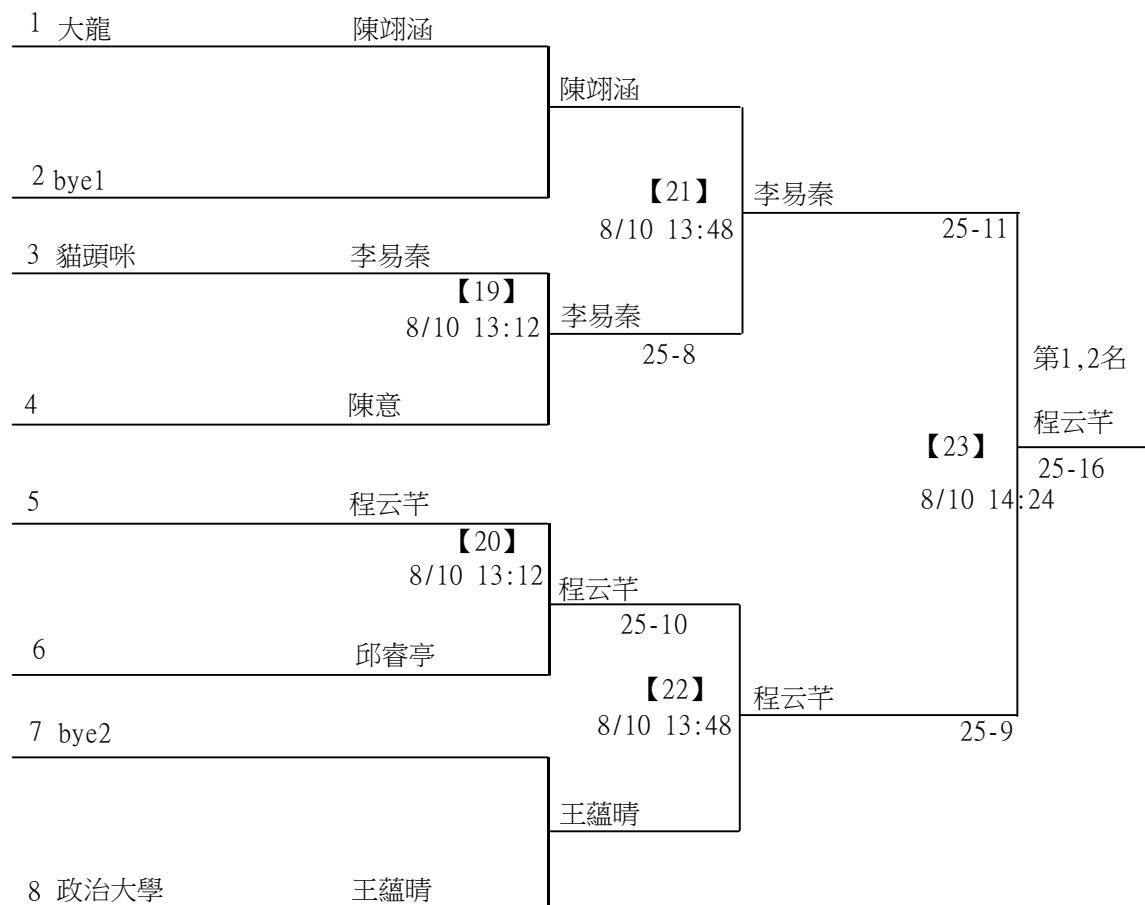 1 大龍 陳翊涵
陳翊涵
2 bye1
【21】
8/10 13:48
李易秦
25-11
3 貓頭咪 李易秦
【19】
8/10 13:12
李易秦
25-8
4 陳意
第1,2名
程云芊
【23】
25-16
8/10 14:24
5 程云芊
【20】
8/10 13:12
程云芊
25-10
6 邱睿亭
【22】
8/10 13:48
程云芊
25-9
7 bye2
王蘊晴
8 政治大學 王蘊晴